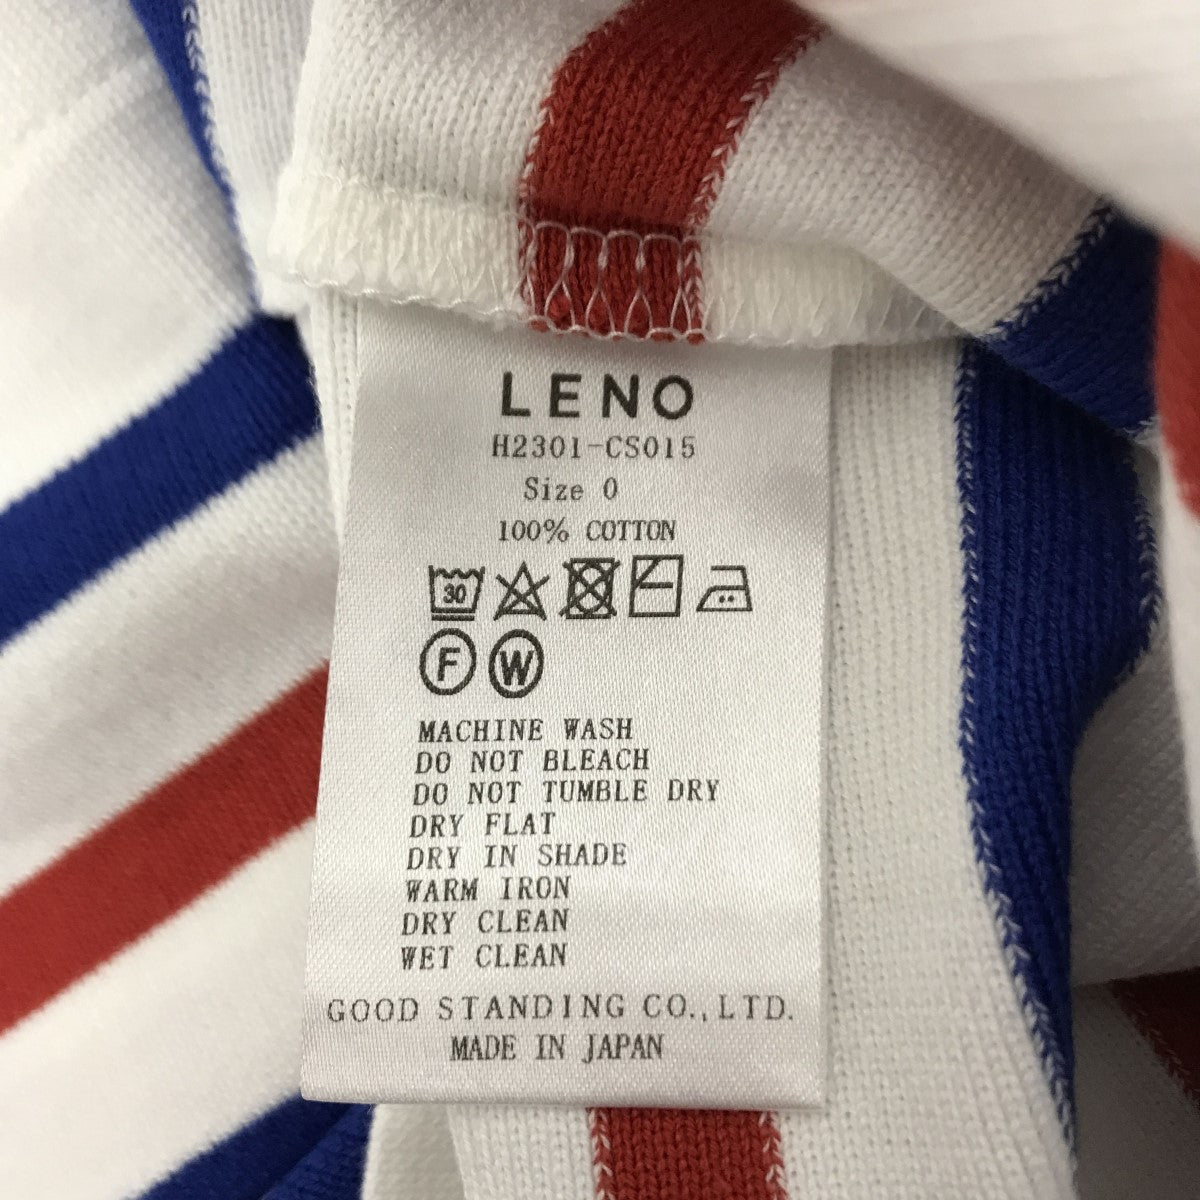 LENO
H2301-CS015
Size 0
100% COTTON
30
F W
MACHINE WASH
DO NOT BLEACH
DO NOT TUMBLE DRY
DRY FLAT
DRY IN SHADE
WARM IRON
DRY CLEAN
WET CLEAN
GOOD STANDING CO.,LTD.
MADE IN JAPAN